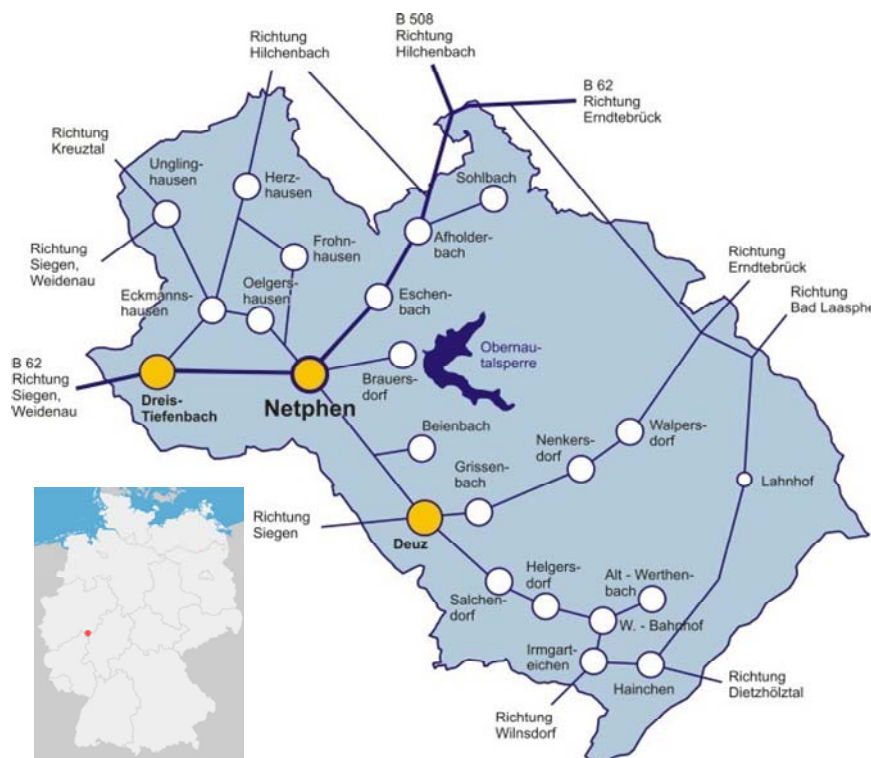 B 508
Richtung
Hilchenbach
Richtung
Hilchenbach
B 62
Richtung
Erndtebrück
Richtung
Kreuztal
Unglin-
hausen
Herz-
hausen
Sohlbach
Frohn-
hausen
Afholder-
bach
Richtung
Siegen,
Weidenau
Richtung
Erndtebrück
Oelgers-
hausen
Eckmanns-
hausen
Eschen-
bach
Richtung
Bad Laasphe
Obernau-
talsperre
B 62
Richtung
Siegen,
Weidenau
Dreis-
Tiefenbach
Netphen
Brauers-
dorf
Beienbach
Nenkers-
dorf
Walpers-
dorf
Grissen-
bach
Lahnhof
Richtung
Siegen
Deuz
Helgers-
dorf
Alt - Werthen-
bach
Salchen-
dorf
W. - Bahnhof
Irmgart-
eichen
Hainchen
Richtung
Dietzhölztal
Richtung
Wilnsdorf